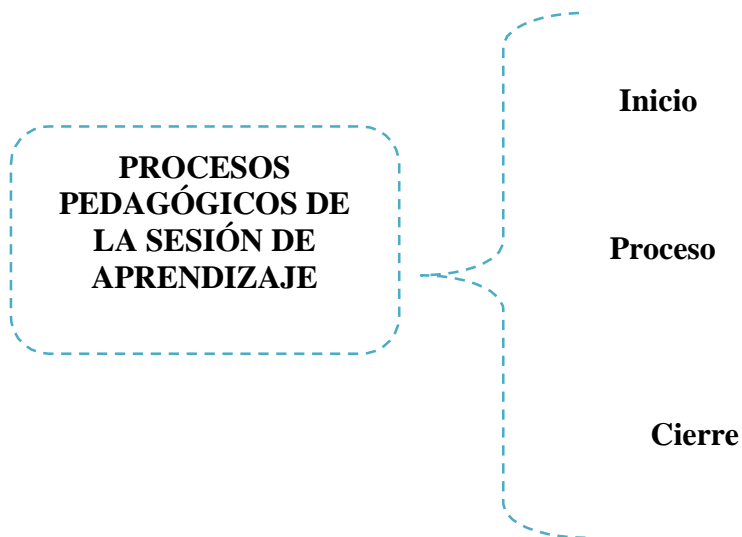 PROCESOS
PEDAGÓGICOS DE
LA SESIÓN DE
APRENDIZAJE
Inicio
Proceso
Cierre